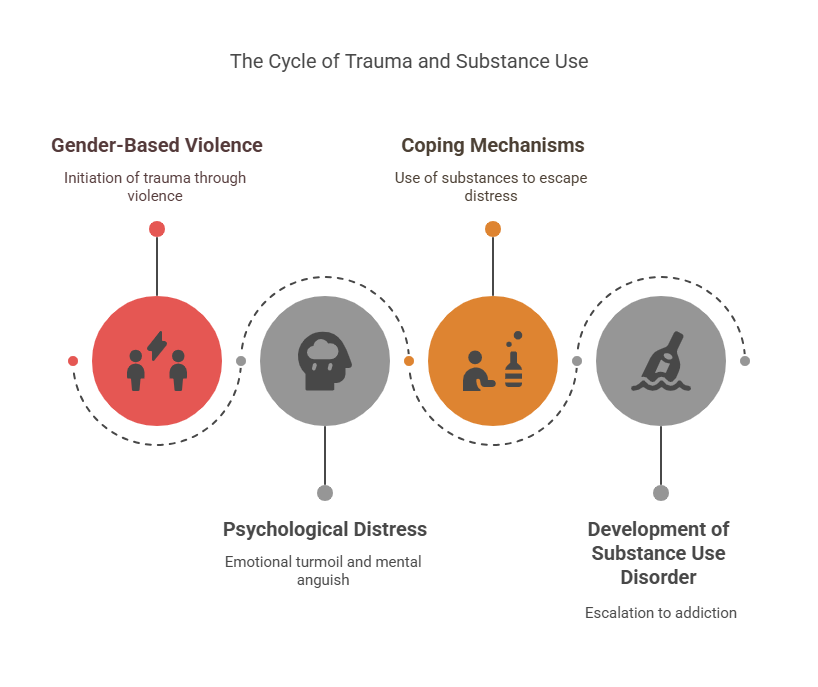 The Cycle of Trauma and Substance Use
Gender-Based Violence
Initiation of trauma through
violence
Coping Mechanisms
Use of substances to escape
distress
Psychological Distress
Emotional turmoil and mental
anguish
Development of
Substance Use
Disorder
Escalation to addiction